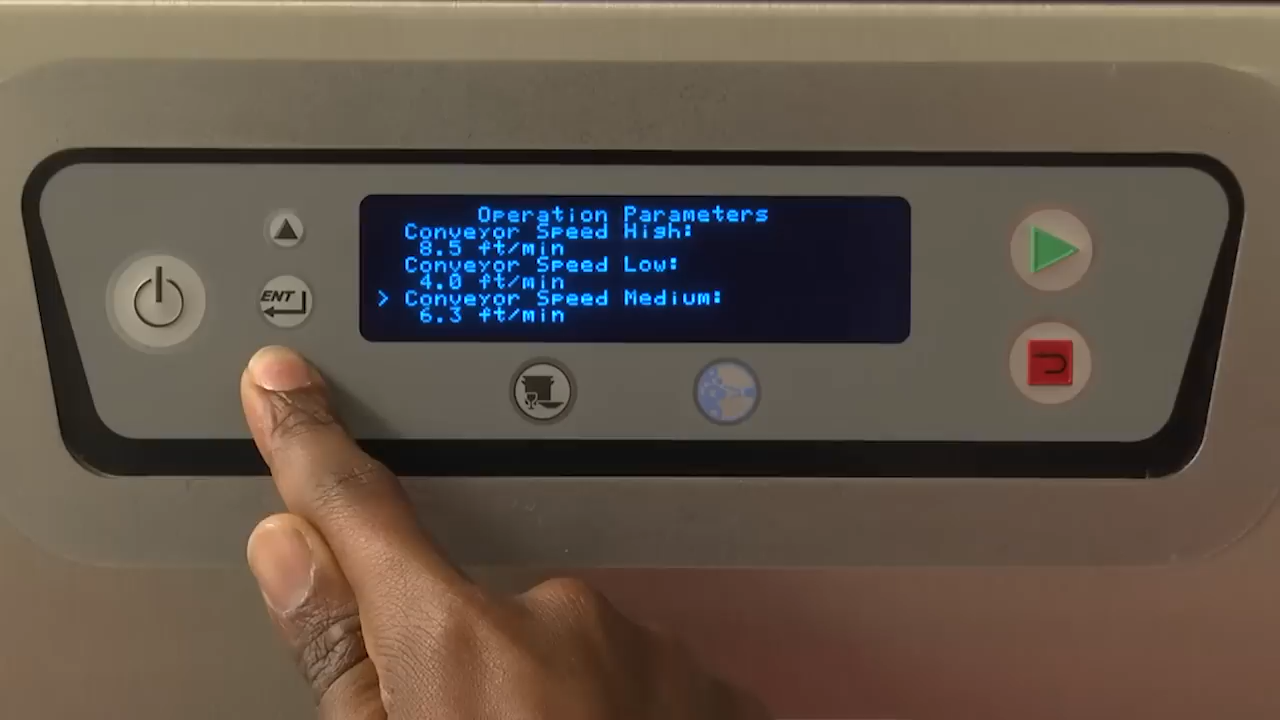 Operation Parameters
Conveyor Speed High:
8.5 ft/min
Conveyor Speed Low:
4.0 ft/min
> Conveyor Speed Medium:
6.3 ft/min
ENT